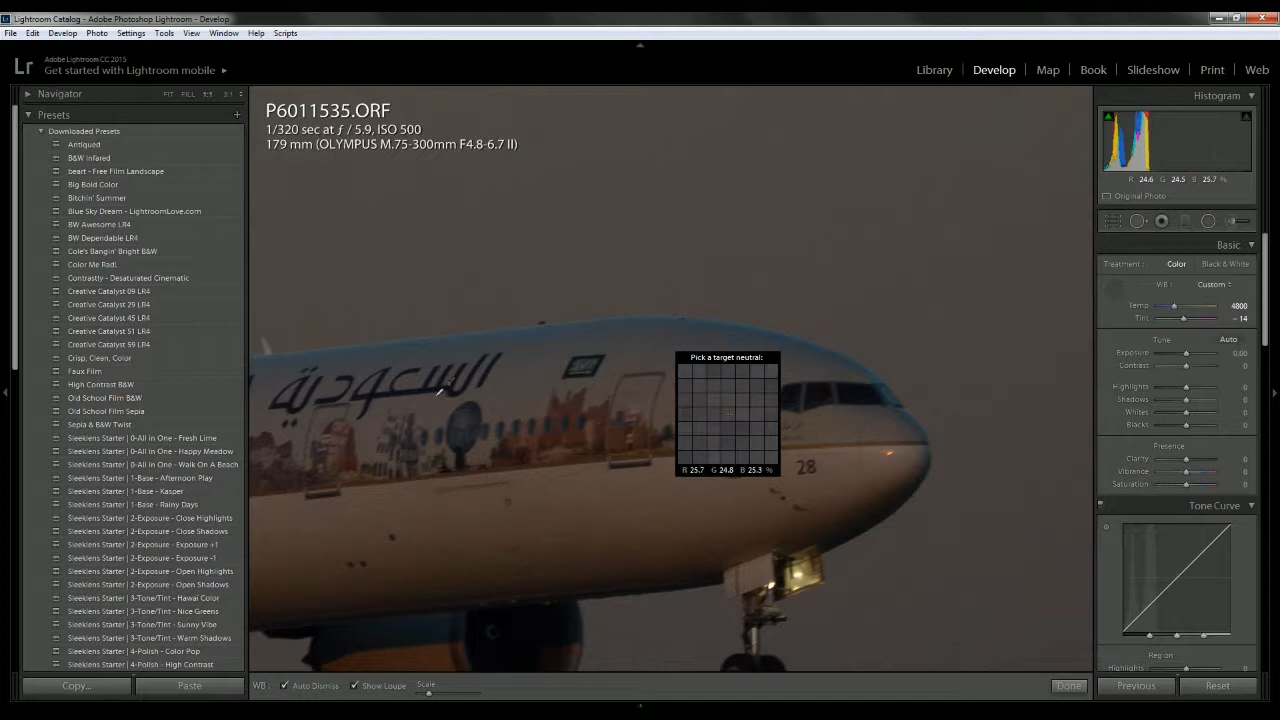 Lightroom Catalog - Adobe Photoshop Lightroom - Develop
File Edit Develop Photo Settings Tools View Window Help Scripts
Lr
Adobe Lightroom CC 2015
Get started with Lightroom mobile
Library Develop Map Book Slideshow Print Web
Navigator FIT FILL 1:1 3:1
Presets
Downloaded Presets
Antiqued
B&W Infared
beart - Free Film Landscape
Big Bold Color
Bitchin' Summer
Blue Sky Dream - LightroomLove.com
BW Awesome LR4
BW Dependable LR4
Cole's Bangin' Bright B&W
Color Me Rad!
Contrastly - Desaturated Cinematic
Creative Catalyst 09 LR4
Creative Catalyst 29 LR4
Creative Catalyst 45 LR4
Creative Catalyst 51 LR4
Creative Catalyst 59 LR4
Crisp, Clean, Color
Faux Film
High Contrast B&W
Old School Film B&W
Old School Film Sepia
Sepia & B&W Twist
Sleeklens Starter | 0-All in One - Fresh Lime
Sleeklens Starter | 0-All in One - Happy Meadow
Sleeklens Starter | 0-All in One - Walk On A Beach
Sleeklens Starter | 1-Base - Afternoon Play
Sleeklens Starter | 1-Base - Kasper
Sleeklens Starter | 1-Base - Rainy Days
Sleeklens Starter | 2-Exposure - Close Highlights
Sleeklens Starter | 2-Exposure - Close Shadows
Sleeklens Starter | 2-Exposure - Exposure +1
Sleeklens Starter | 2-Exposure - Exposure -1
Sleeklens Starter | 2-Exposure - Open Highlights
Sleeklens Starter | 2-Exposure - Open Shadows
Sleeklens Starter | 3-Tone/Tint - Hawai Color
Sleeklens Starter | 3-Tone/Tint - Nice Greens
Sleeklens Starter | 3-Tone/Tint - Sunny Vibe
Sleeklens Starter | 3-Tone/Tint - Warm Shadows
Sleeklens Starter | 4-Polish - Color Pop
Sleeklens Starter | 4-Polish - High Contrast
Copy... Paste
P6011535.ORF
1/320 sec at ƒ / 5.9, ISO 500
179 mm (OLYMPUS M.75-300mm F4.8-6.7 II)
السعودية
Pick a target neutral:
R 25.7 G 24.8 B 25.3 %
28
WB : Auto Dismiss Show Loupe Scale Done
Histogram
R 24.6 G 24.5 B 25.7 %
Original Photo
Basic
Treatment : Color Black & White
WB : Custom
Temp 4800
Tint - 14
Tone Auto
Exposure 0.00
Contrast 0
Highlights 0
Shadows 0
Whites 0
Blacks 0
Presence
Clarity 0
Vibrance 0
Saturation 0
Tone Curve
Region
Highlights 0
Previous Reset